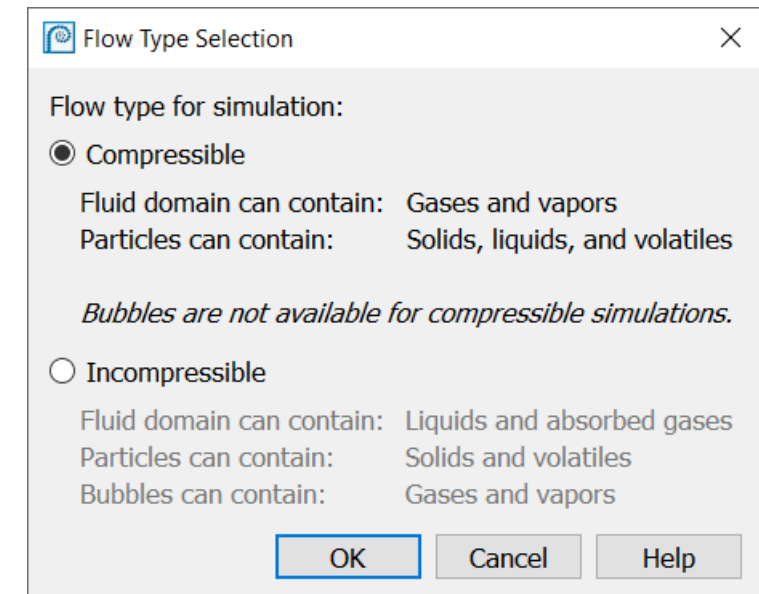 Flow Type Selection
Flow type for simulation:
Compressible
Fluid domain can contain: Gases and vapors
Particles can contain: Solids, liquids, and volatiles
Bubbles are not available for compressible simulations.
Incompressible
Fluid domain can contain: Liquids and absorbed gases
Particles can contain: Solids and volatiles
Bubbles can contain: Gases and vapors
OK Cancel Help